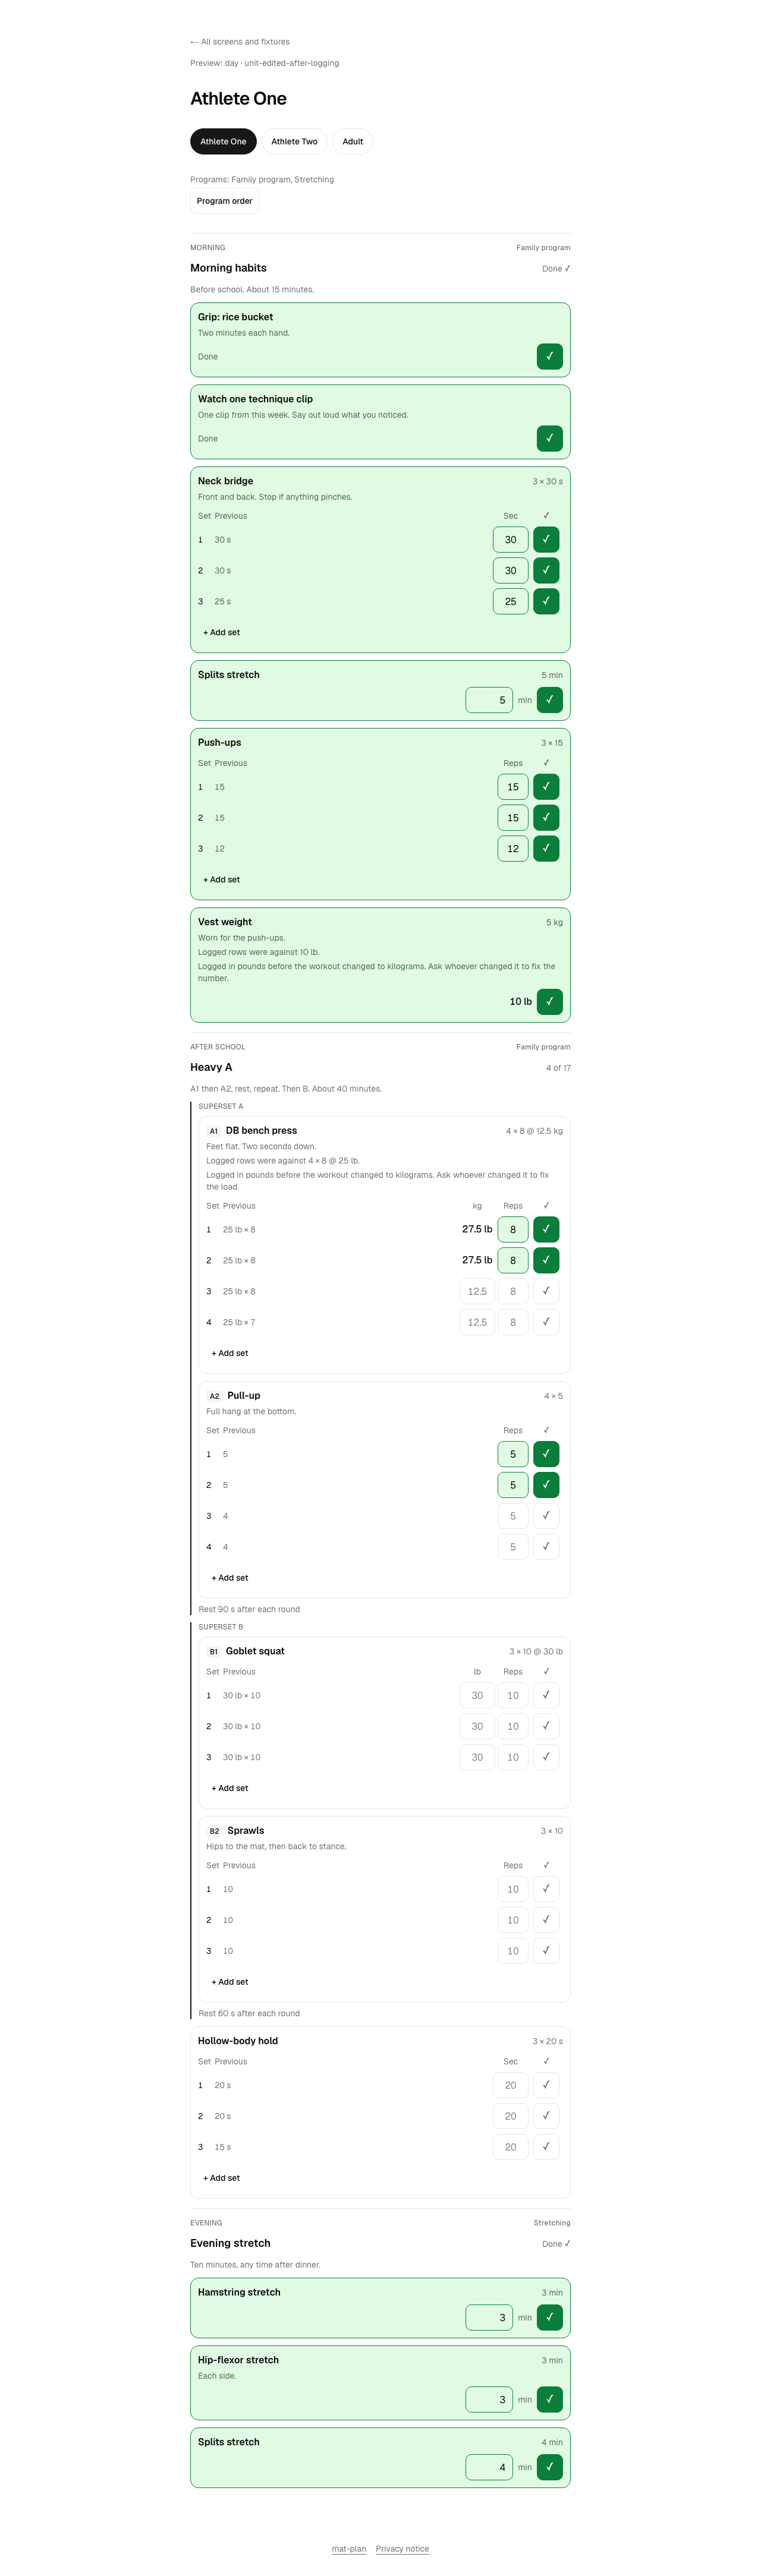 ← All screens and fixtures
Preview: day · unit-edited-after-logging
Athlete One
Athlete One Athlete Two Adult
Programs: Family program, Stretching
Program order
MORNING Family program
Morning habits Done ✓
Before school. About 15 minutes.
Grip: rice bucket
Two minutes each hand.
Done ✓
Watch one technique clip
One clip from this week. Say out loud what you noticed.
Done ✓
Neck bridge 3 × 30 s
Front and back. Stop if anything pinches.
Set Previous Sec ✓
1 30 s 30 ✓
2 30 s 30 ✓
3 25 s 25 ✓
+ Add set
Splits stretch 5 min
5 min ✓
Push-ups 3 × 15
Set Previous Reps ✓
1 15 15 ✓
2 15 15 ✓
3 12 12 ✓
+ Add set
Vest weight 5 kg
Worn for the push-ups.
Logged rows were against 10 lb.
Logged in pounds before the workout changed to kilograms. Ask whoever changed it to fix the
number.
10 lb ✓
AFTER SCHOOL Family program
Heavy A 4 of 17
A1 then A2, rest, repeat. Then B. About 40 minutes.
SUPERSET A
A1 DB bench press 4 × 8 @ 12.5 kg
Feet flat. Two seconds down.
Logged rows were against 4 × 8 @ 25 lb.
Logged in pounds before the workout changed to kilograms. Ask whoever changed it to fix
the load.
Set Previous kg Reps ✓
1 25 lb × 8 27.5 lb 8 ✓
2 25 lb × 8 27.5 lb 8 ✓
3 25 lb × 8 12.5 8 ✓
4 25 lb × 7 12.5 8 ✓
+ Add set
A2 Pull-up 4 × 5
Full hang at the bottom.
Set Previous Reps ✓
1 5 5 ✓
2 5 5 ✓
3 4 5 ✓
4 4 5 ✓
+ Add set
Rest 90 s after each round
SUPERSET B
B1 Goblet squat 3 × 10 @ 30 lb
Set Previous lb Reps ✓
1 30 lb × 10 30 10 ✓
2 30 lb × 10 30 10 ✓
3 30 lb × 10 30 10 ✓
+ Add set
B2 Sprawls 3 × 10
Hips to the mat, then back to stance.
Set Previous Reps ✓
1 10 10 ✓
2 10 10 ✓
3 10 10 ✓
+ Add set
Rest 60 s after each round
Hollow-body hold 3 × 20 s
Set Previous Sec ✓
1 20 s 20 ✓
2 20 s 20 ✓
3 15 s 20 ✓
+ Add set
EVENING Stretching
Evening stretch Done ✓
Ten minutes, any time after dinner.
Hamstring stretch 3 min
3 min ✓
Hip-flexor stretch 3 min
Each side.
3 min ✓
Splits stretch 4 min
4 min ✓
mat-plan Privacy notice